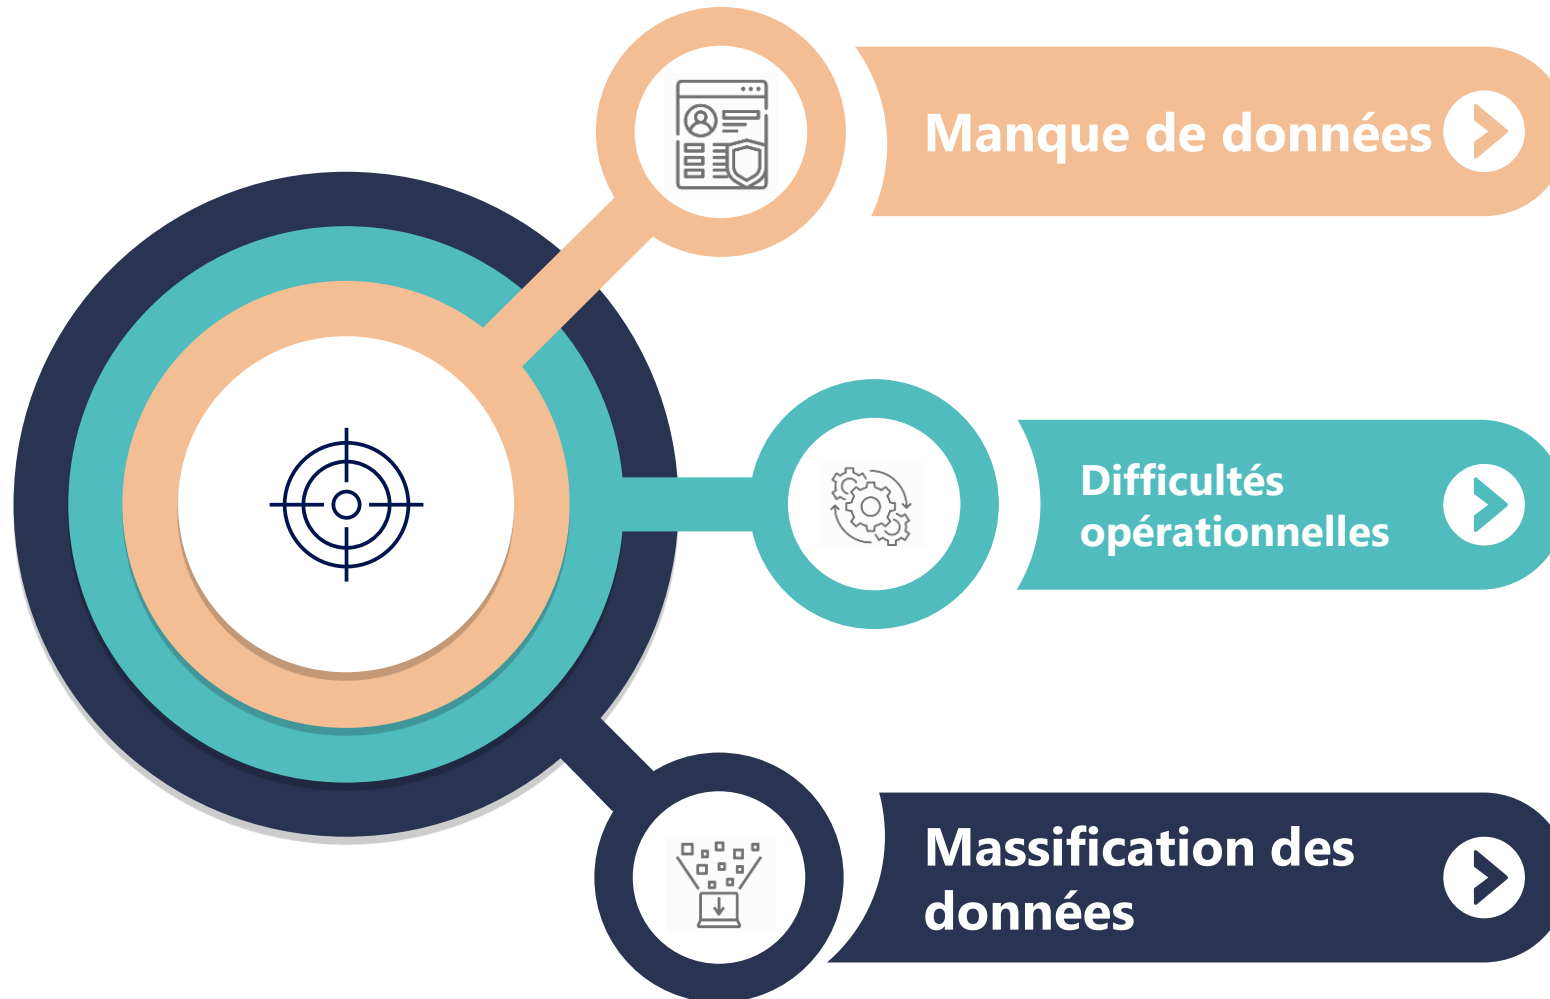 Manque de données
Difficultés
opérationnelles
Massification des
données